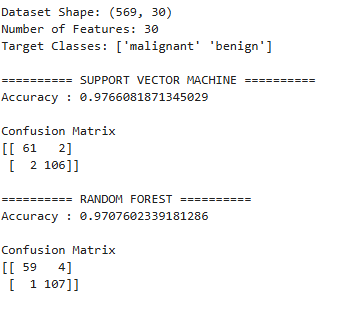 Dataset Shape: (569, 30)
Number of Features: 30
Target Classes: ['malignant' 'benign']
========== SUPPORT VECTOR MACHINE ==========
Accuracy : 0.9766081871345029
Confusion Matrix
[[ 61   2]
 [  2 106]]
========== RANDOM FOREST ==========
Accuracy : 0.9707602339181286
Confusion Matrix
[[ 59   4]
 [  1 107]]